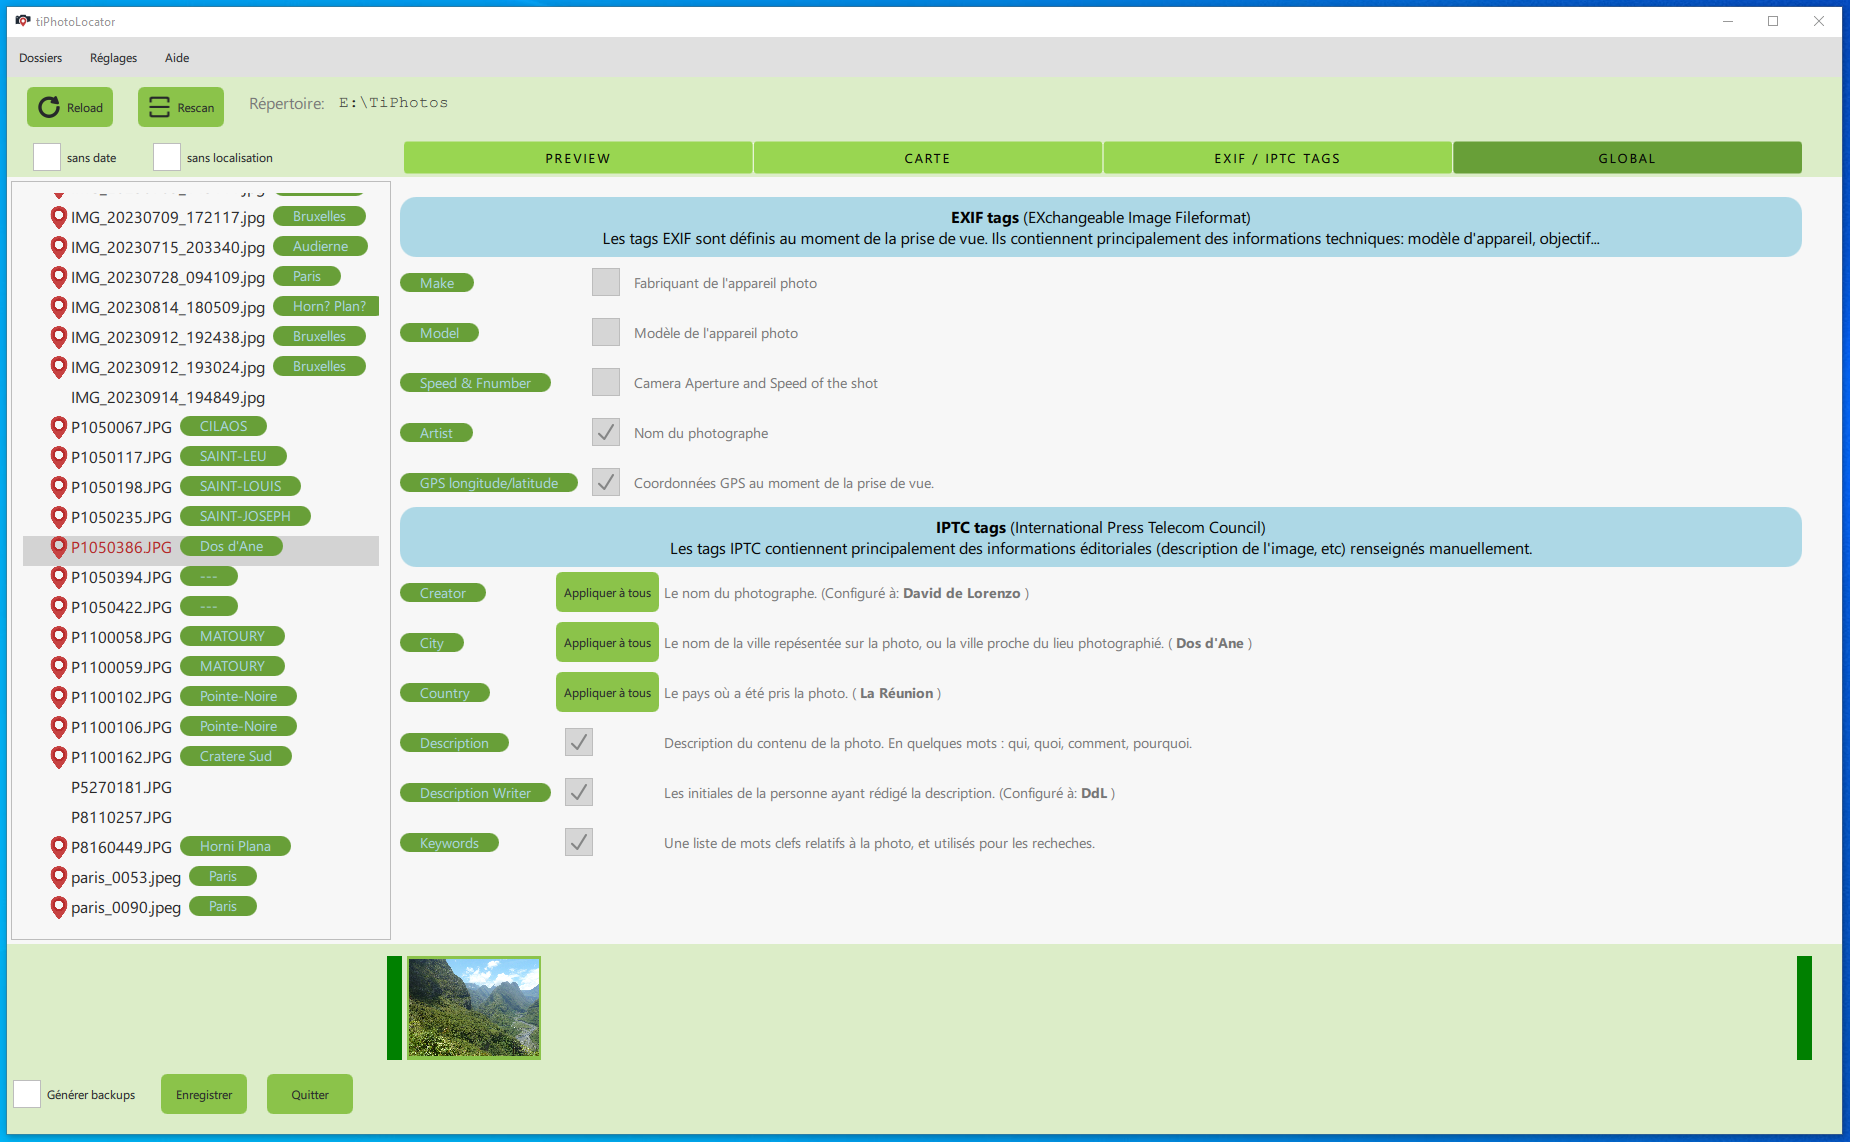 tiPhotoLocator
Dossiers Réglages Aide
Reload Rescan Répertoire: E:\TiPhotos
sans date sans localisation
PREVIEW CARTE EXIF / IPTC TAGS GLOBAL
IMG_20230709_172117.jpg Bruxelles
IMG_20230715_203340.jpg Audierne
IMG_20230728_094109.jpg Paris
IMG_20230814_180509.jpg Horn? Plan?
IMG_20230912_192438.jpg Bruxelles
IMG_20230912_193024.jpg Bruxelles
IMG_20230914_194849.jpg
P1050067.JPG CILAOS
P1050117.JPG SAINT-LEU
P1050198.JPG SAINT-LOUIS
P1050235.JPG SAINT-JOSEPH
P1050386.JPG Dos d'Ane
P1050394.JPG ---
P1050422.JPG ---
P1100058.JPG MATOURY
P1100059.JPG MATOURY
P1100102.JPG Pointe-Noire
P1100106.JPG Pointe-Noire
P1100162.JPG Cratere Sud
P5270181.JPG
P8110257.JPG
P8160449.JPG Horni Plana
paris_0053.jpeg Paris
paris_0090.jpeg Paris
EXIF tags (EXchangeable Image Fileformat)
Les tags EXIF sont définis au moment de la prise de vue. Ils contiennent principalement des informations techniques: modèle d'appareil, objectif...
Make Fabriquant de l'appareil photo
Model Modèle de l'appareil photo
Speed & Fnumber Camera Aperture and Speed of the shot
Artist Nom du photographe
GPS longitude/latitude Coordonnées GPS au moment de la prise de vue.
IPTC tags (International Press Telecom Council)
Les tags IPTC contiennent principalement des informations éditoriales (description de l'image, etc) renseignés manuellement.
Creator Appliquer à tous Le nom du photographe. (Configuré à: David de Lorenzo )
City Appliquer à tous Le nom de la ville repésentée sur la photo, ou la ville proche du lieu photographié. ( Dos d'Ane )
Country Appliquer à tous Le pays où a été pris la photo. ( La Réunion )
Description Description du contenu de la photo. En quelques mots : qui, quoi, comment, pourquoi.
Description Writer Les initiales de la personne ayant rédigé la description. (Configuré à: DdL )
Keywords Une liste de mots clefs relatifs à la photo, et utilisés pour les recheches.
Générer backups Enregistrer Quitter